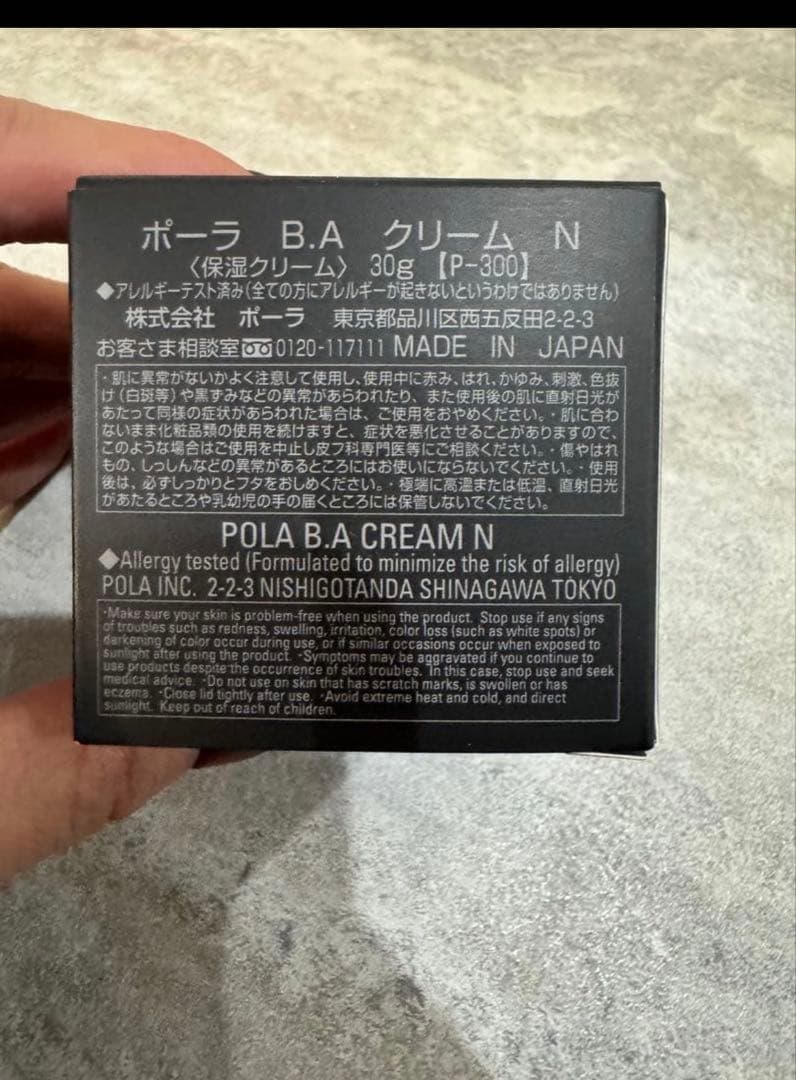 ポーラ B.A クリーム N
〈保湿クリーム〉 30g 【P-300】
◆アレルギーテスト済み(全ての方にアレルギーが起きないというわけではありません)
株式会社 ポーラ 東京都品川区西五反田2-2-3
お客さま相談室 0120-117111 MADE IN JAPAN
・肌に異常がないかよく注意して使用し、使用中に赤み、はれ、かゆみ、刺激、色抜
け(白斑等)や黒ずみなどの異常があらわれたり、また使用後の肌に直射日光が
あたって同様の症状があらわれた場合は、ご使用をおやめください。・肌に合わ
ないまま化粧品類の使用を続けますと、症状を悪化させることがありますので、
このような場合はご使用を中止し皮フ科専門医等にご相談ください。・傷やはれ
もの、しっしんなどの異常があるところにはお使いにならないでください。・使用
後は、必ずしっかりとフタをおしめください。・極端に高温または低温、直射日光
があたるところや乳幼児の手の届くところには保管しないでください。
POLA B.A CREAM N
◆Allergy tested (Formulated to minimize the risk of allergy)
POLA INC. 2-2-3 NISHIGOTANDA SHINAGAWA TOKYO
・Make sure your skin is problem-free when using the product. Stop use if any signs
of troubles such as redness, swelling, irritation, color loss (such as white spots) or
darkening of color occur during use, or if similar occasions occur when exposed to
sunlight after using the product. ・Symptoms may be aggravated if you continue to
use products despite the occurrence of skin troubles. In this case, stop use and seek
medical advice. ・Do not use on skin that has scratch marks, is swollen or has
eczema. ・Close lid tightly after use. ・Avoid extreme heat and cold, and direct
sunlight. Keep out of reach of children.